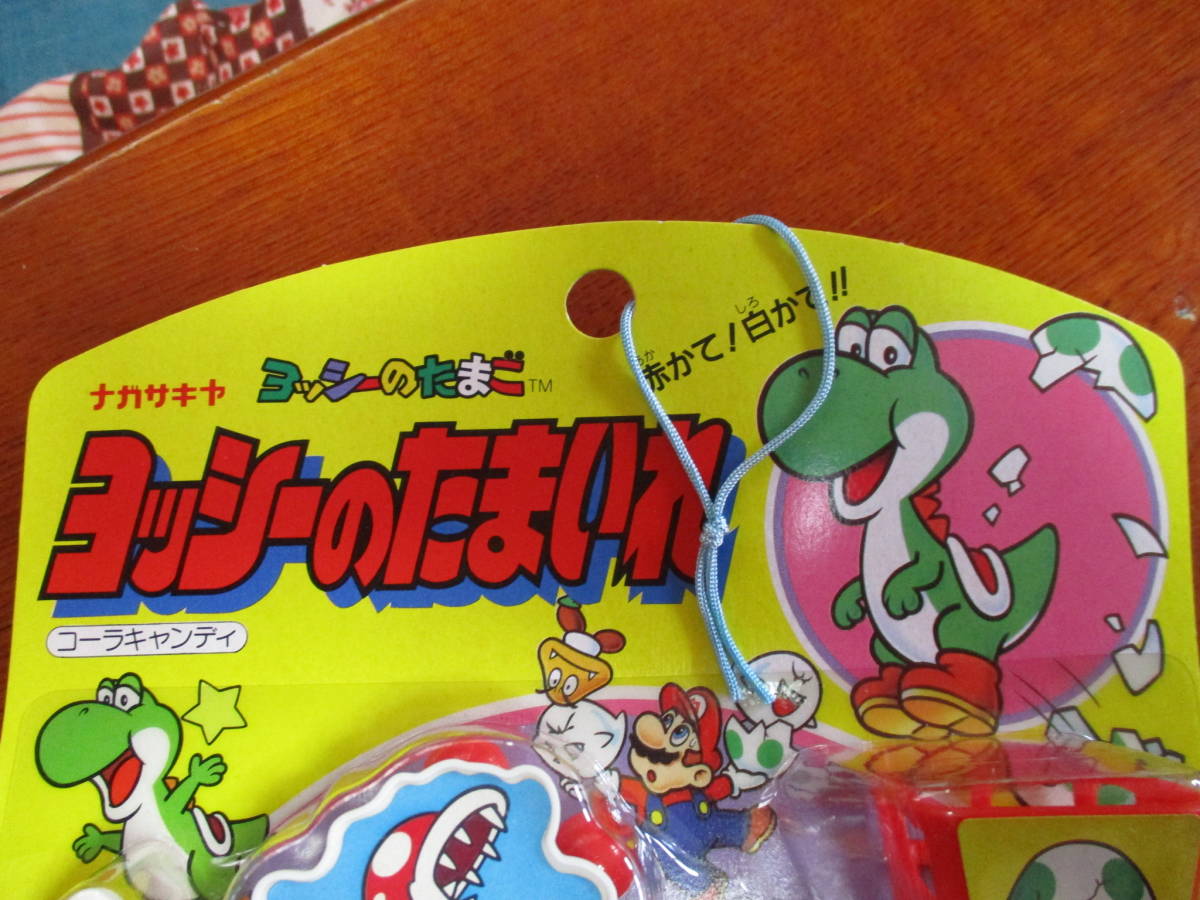 赤かて!白かて!!
ナガサキヤ
ヨッシーのたまご™
ヨッシーのたまいれ
コーラキャンディ